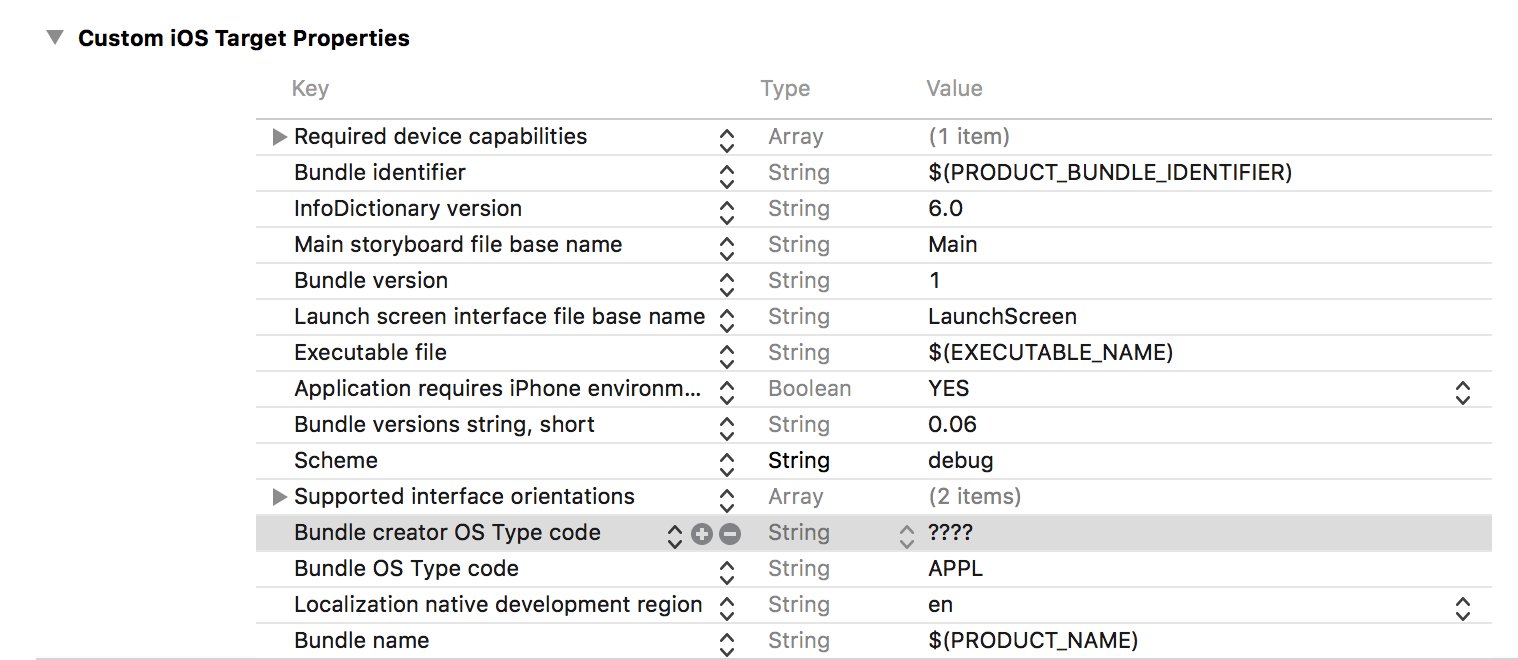 Custom iOS Target Properties
Key Type Value
Required device capabilities Array (1 item)
Bundle identifier String $(PRODUCT_BUNDLE_IDENTIFIER)
InfoDictionary version String 6.0
Main storyboard file base name String Main
Bundle version String 1
Launch screen interface file base name String LaunchScreen
Executable file String $(EXECUTABLE_NAME)
Application requires iPhone environm... Boolean YES
Bundle versions string, short String 0.06
Scheme String debug
Supported interface orientations Array (2 items)
Bundle creator OS Type code String ????
Bundle OS Type code String APPL
Localization native development region String en
Bundle name String $(PRODUCT_NAME)